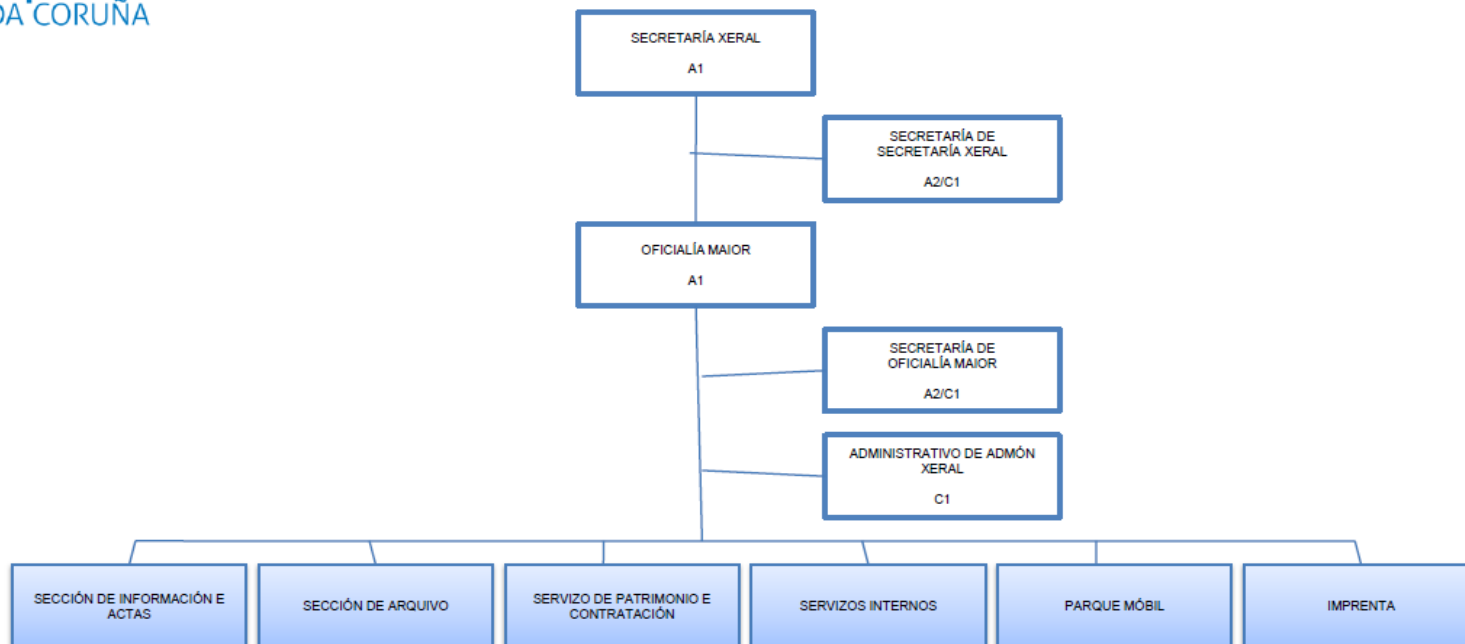 DA CORUÑA
SECRETARÍA XERAL
A1
SECRETARÍA DE
SECRETARÍA XERAL
A2/C1
OFICIALÍA MAIOR
A1
SECRETARÍA DE
OFICIALÍA MAIOR
A2/C1
ADMINISTRATIVO DE ADMÓN
XERAL
C1
SECCIÓN DE INFORMACIÓN E
ACTAS
SECCIÓN DE ARQUIVO
SERVIZO DE PATRIMONIO E
CONTRATACIÓN
SERVIZOS INTERNOS
PARQUE MÓBIL
IMPRENTA